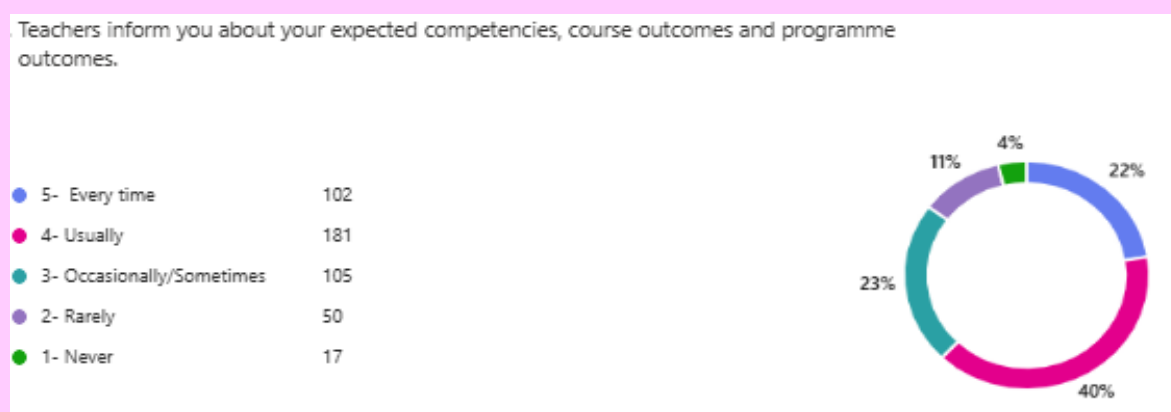 Teachers inform you about your expected competencies, course outcomes and programme
outcomes.
5- Every time 102
4- Usually 181
3- Occasionally/Sometimes 105
2- Rarely 50
1- Never 17
4%
11%
22%
23%
40%